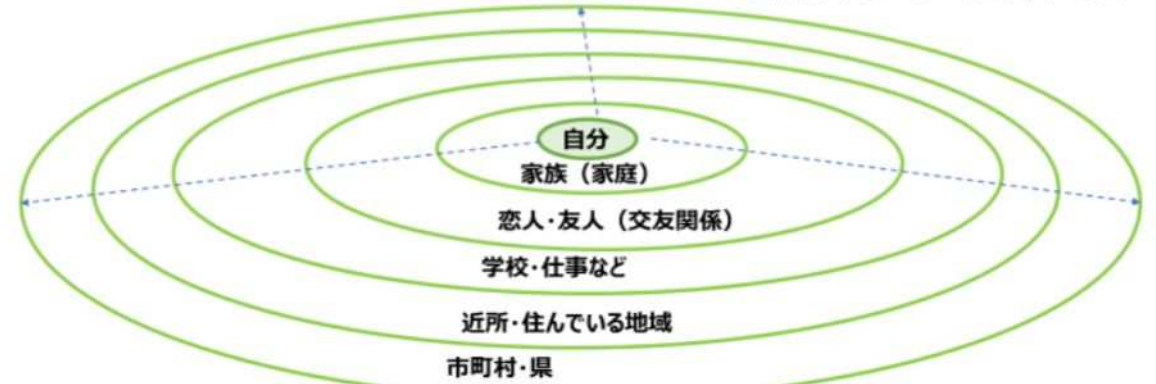 自分
家族（家庭）
恋人･友人（交友関係）
学校･仕事など
近所･住んでいる地域
市町村･県